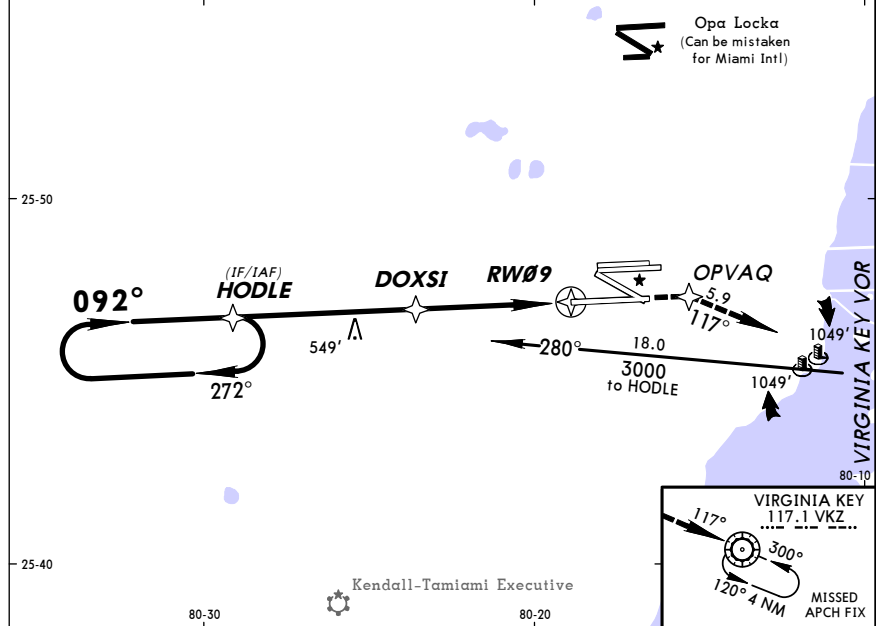 Opa Locka
(Can be mistaken
for Miami Intl)
25-50
(IF/IAF)
HODLE
DOXSI
RWØ9
OPVAQ
092°
5.9
117°
549'
272°
280°
18.0
3000
to HODLE
1049'
1049'
VIRGINIA KEY VOR
80-10
VIRGINIA KEY
117.1 VKZ
117°
300°
120° 4 NM
MISSED
APCH FIX
25-40
Kendall-Tamiami Executive
80-30
80-20